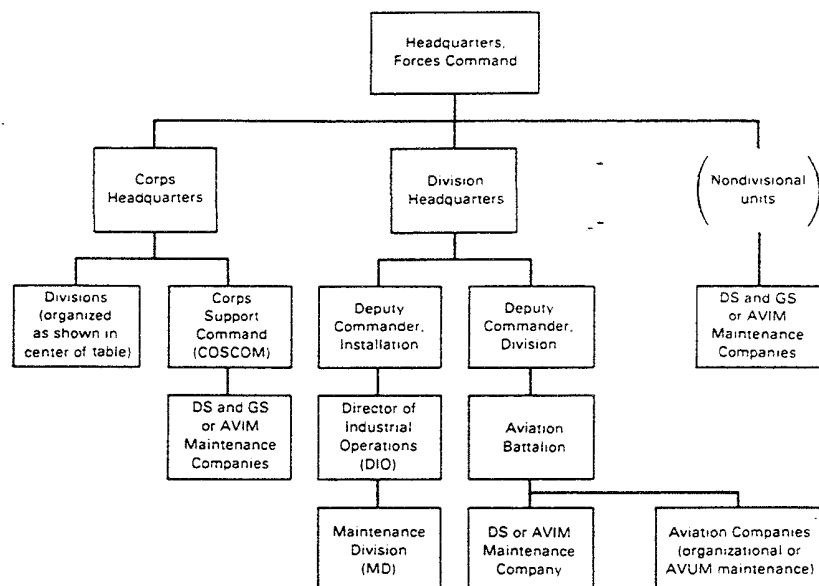 Headquarters,
Forces Command
Corps
Headquarters
Division
Headquarters
(Nondivisional
units)
Divisions
(organized
as shown in
center of table)
Corps
Support
Command
(COSCOM)
Deputy
Commander,
Installation
Deputy
Commander,
Division
DS and GS
or AVIM
Maintenance
Companies
DS and GS
or AVIM
Maintenance
Companies
Director of
Industrial
Operations
(DIO)
Aviation
Battalion
Maintenance
Division
(MD)
DS or AVIM
Maintenance
Company
Aviation Companies
(organizational or
AVUM maintenance)